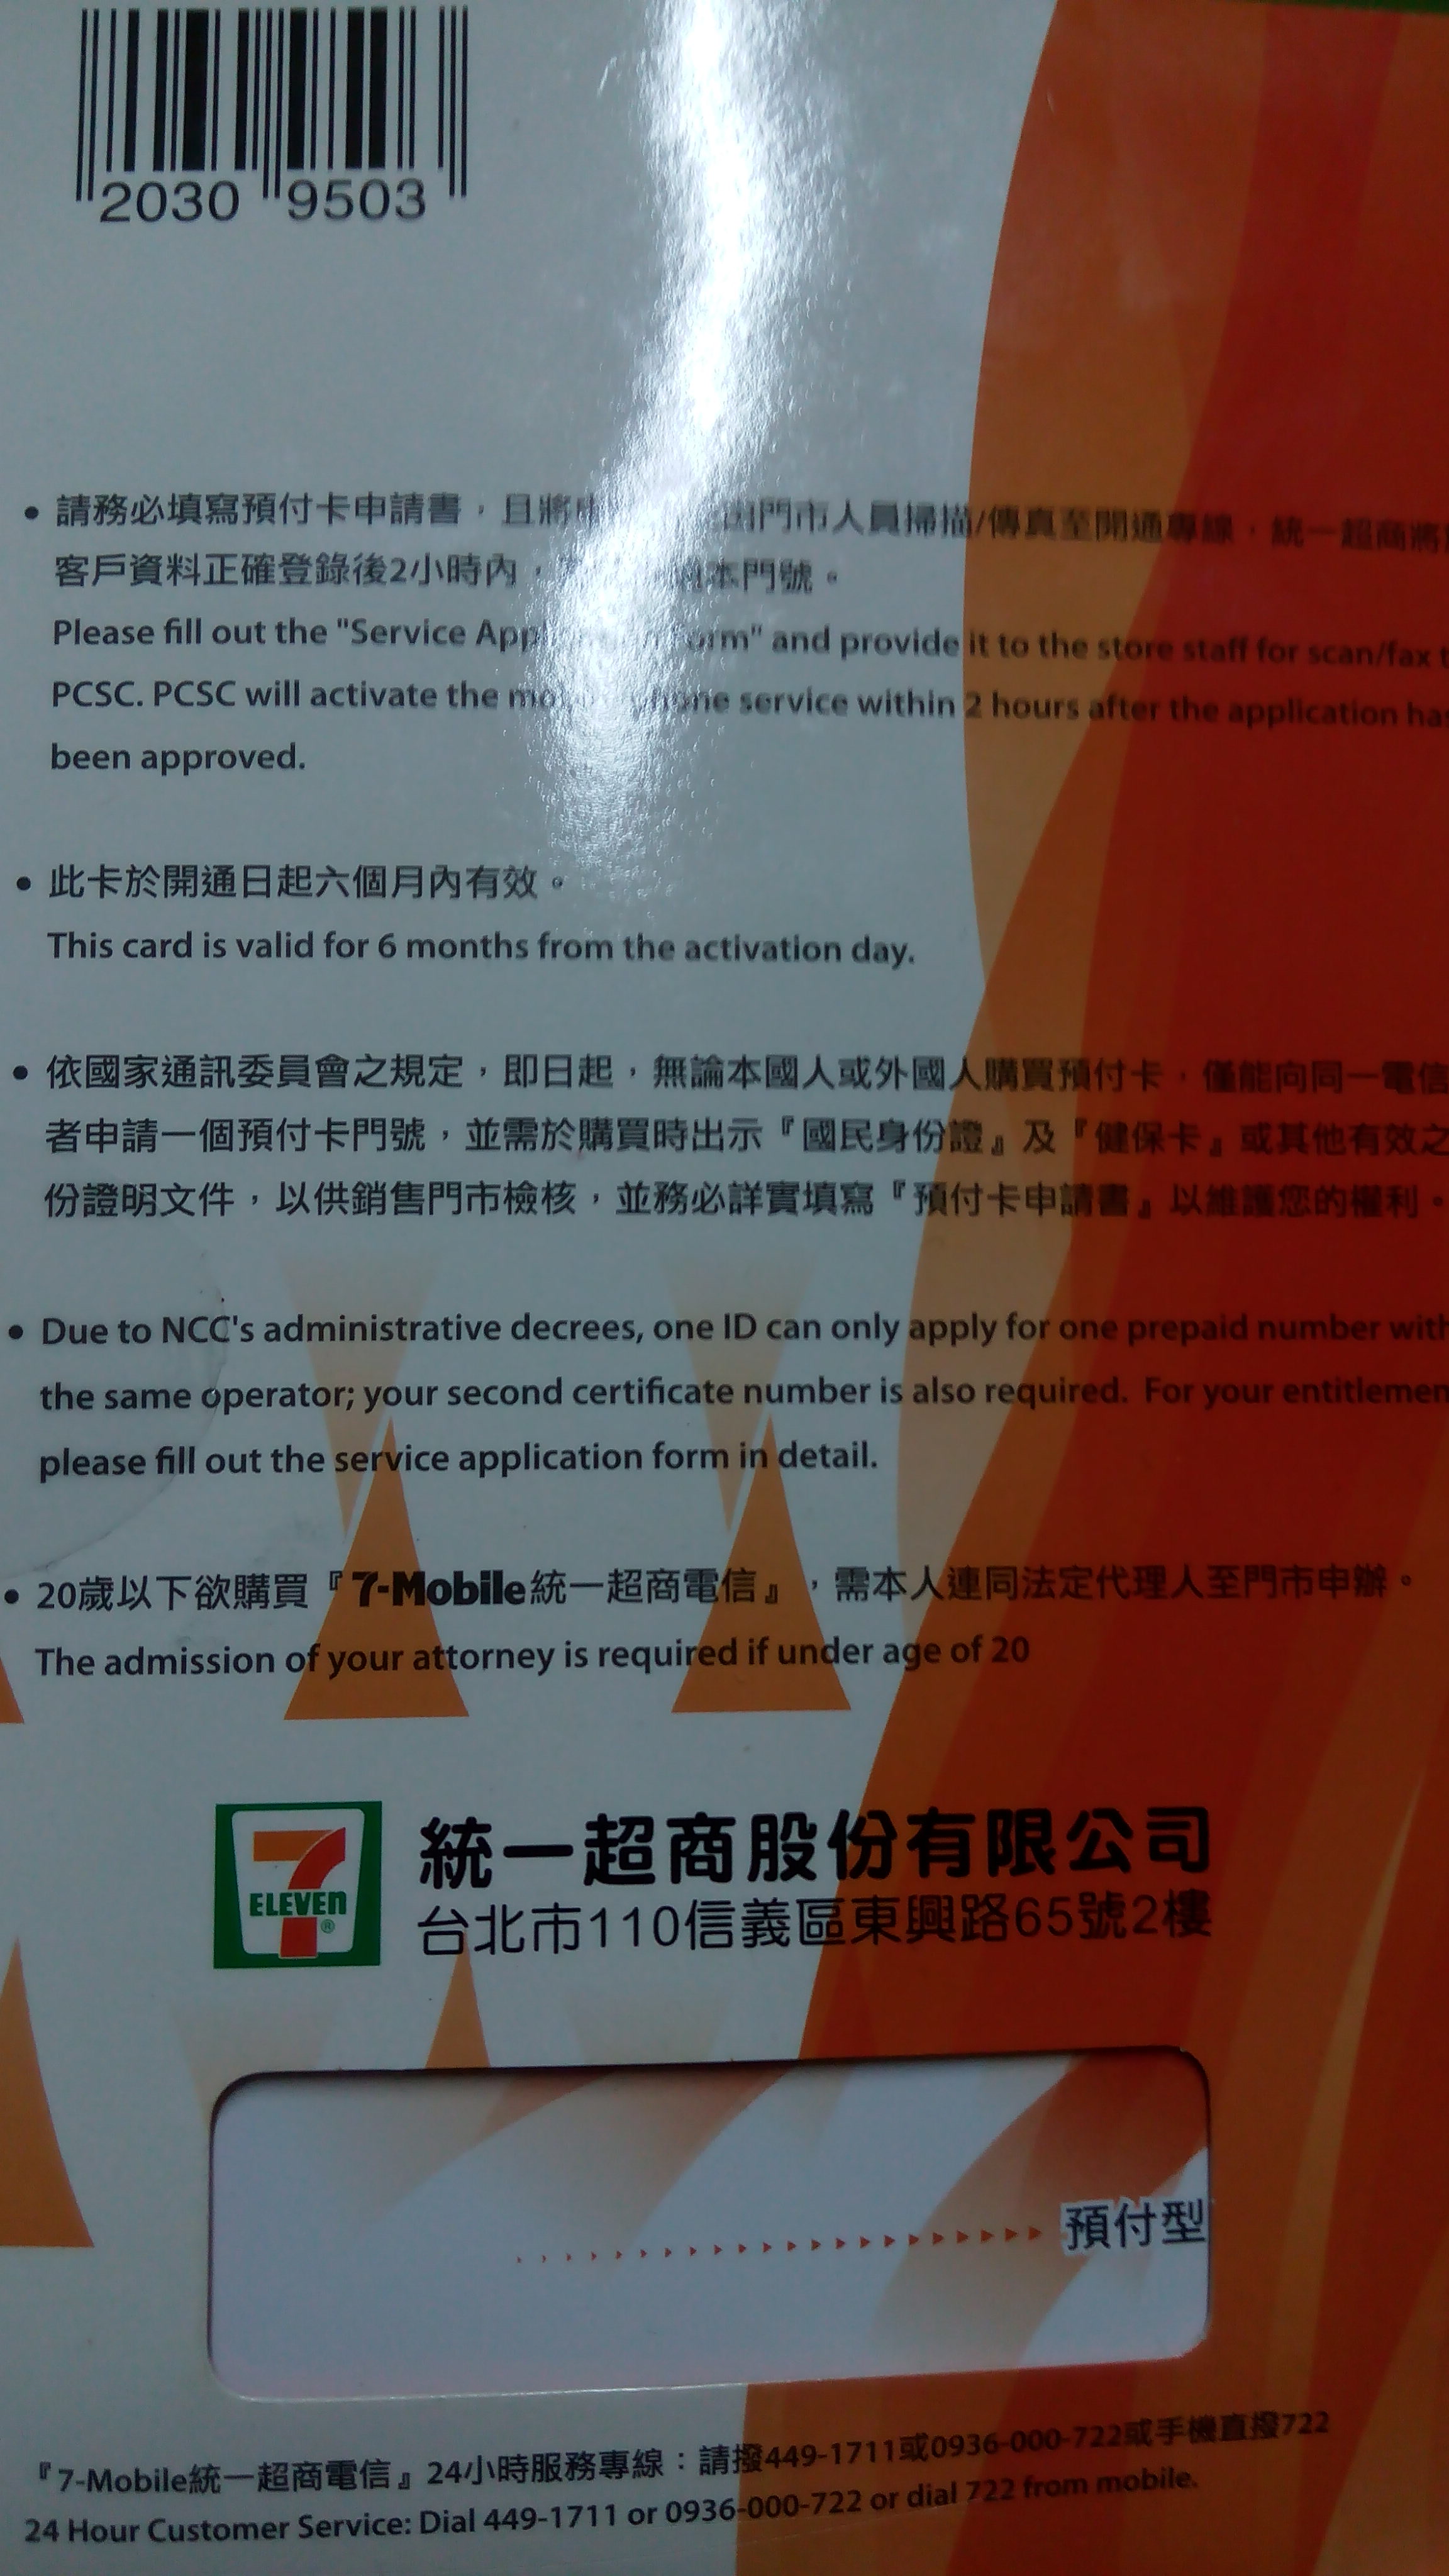 2030 9503
請務必填寫預付卡申請書，且將 門市人員掃描/傳真至開通專線，統一超商將
客戶資料正確登錄後2小時內， 本門號。
Please fill out the "Service and provide it to the store staff for scan/fax
PCSC. PCSC will activate the service within 2 hours after the application
been approved.
此卡於開通日起六個月內有效。
This card is valid for 6 months from the activation day.
依國家通訊委員會之規定，即日起，無論本國人或外國人購買預付卡，僅能向同一電信
者申請一個預付卡門號，並需於購買時出示『國民身份證』及『健保卡』或其他有效之
份證明文件，以供銷售門市檢核，並務必詳實填寫『預付卡申請書』以維護您的權利。
Due to NCC's administrative decrees, one ID can only apply for one prepaid number
the same operator; your second certificate number is also required. For your
please fill out the service application form in detail.
20歲以下欲購買『7-Mobile統一超商電信』，需本人連同法定代理人至門市申辦。
The admission of your attorney is required if under age of 20
7 ELEVEn ®
統一超商股份有限公司
台北市110信義區東興路65號2樓
預付型
『7-Mobile統一超商電信』24小時服務專線：請撥449-1711或0936-000-722或手機直撥722
24 Hour Customer Service: Dial 449-1711 or 0936-000-722 or dial 722 from mobile.